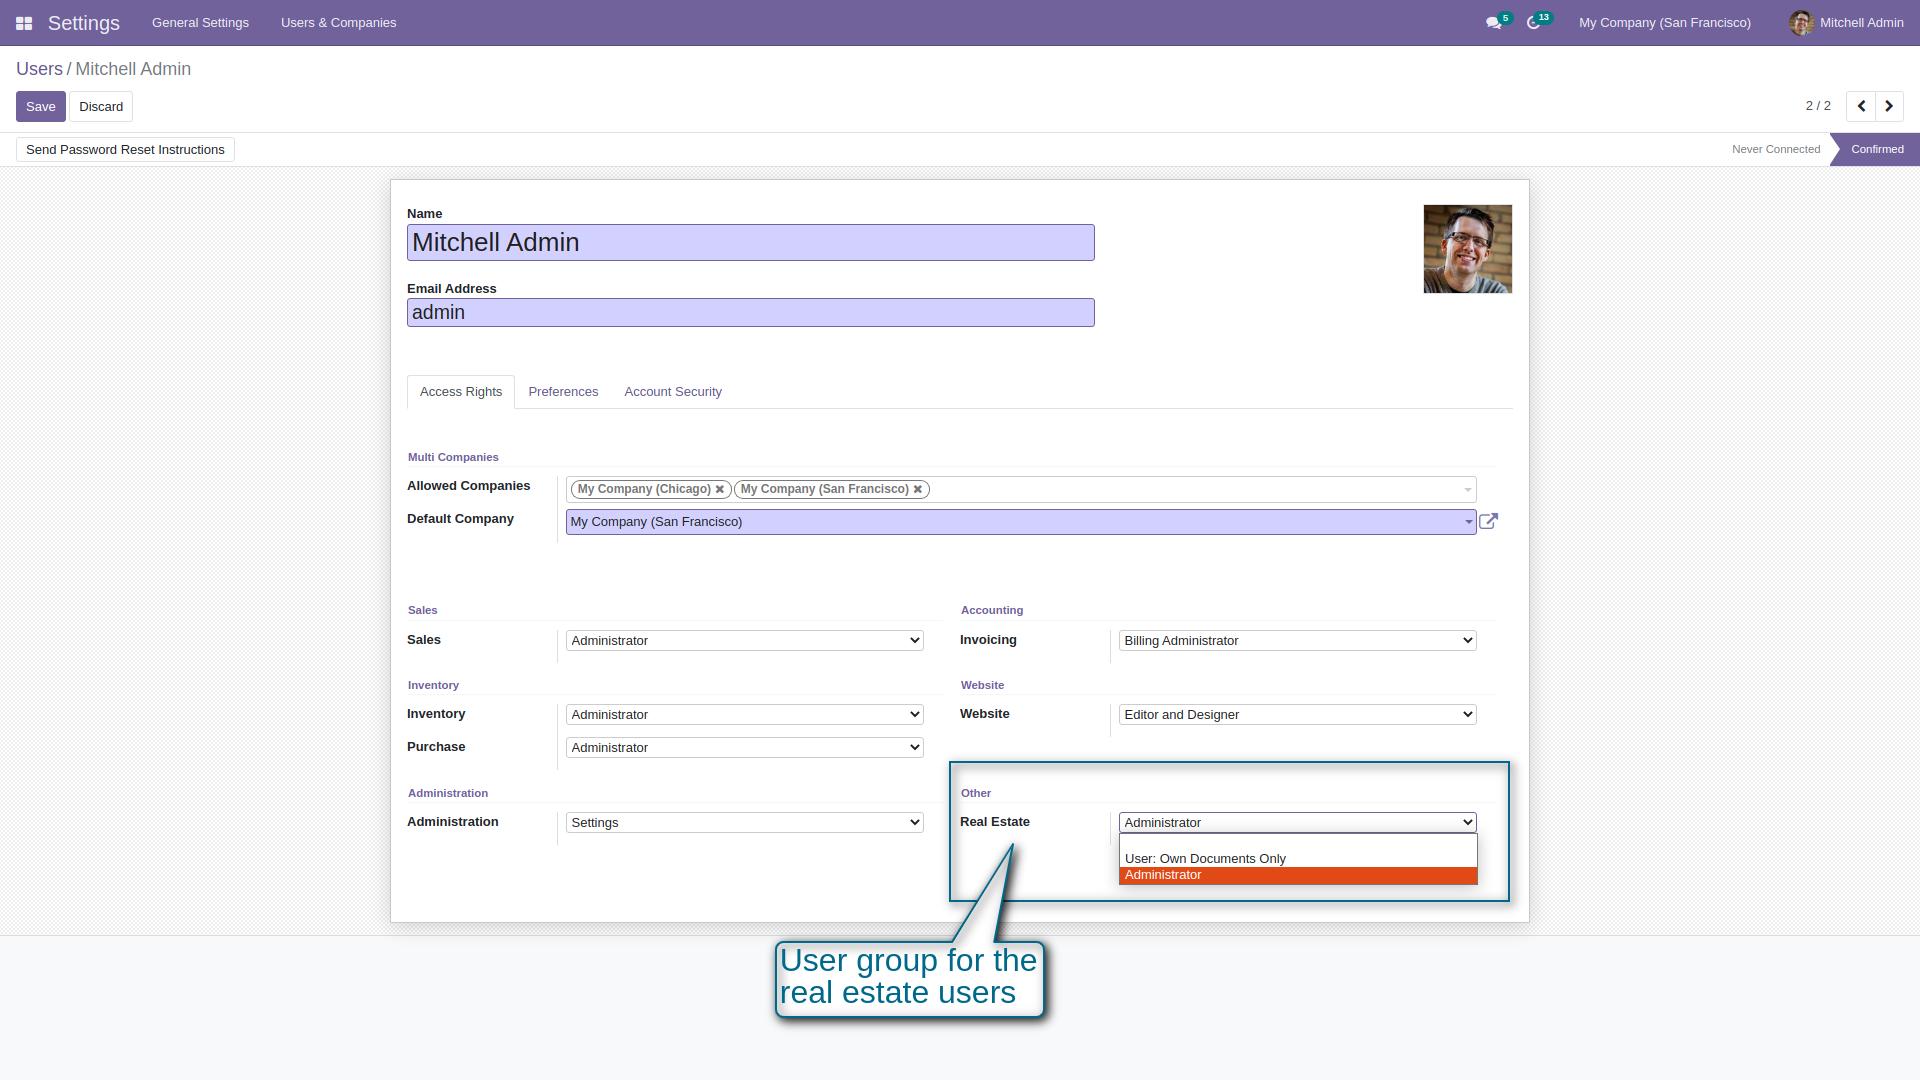 Settings General Settings Users & Companies 5 13 My Company (San Francisco) Mitchell Admin
Users / Mitchell Admin
Save Discard 2 / 2
Send Password Reset Instructions Never Connected Confirmed
Name
Mitchell Admin
Email Address
admin
Access Rights Preferences Account Security
Multi Companies
Allowed Companies My Company (Chicago) My Company (San Francisco)
Default Company My Company (San Francisco)
Sales Accounting
Sales Administrator Invoicing Billing Administrator
Inventory Website
Inventory Administrator Website Editor and Designer
Purchase Administrator
Administration Other
Administration Settings Real Estate Administrator
User: Own Documents Only
Administrator
User group for the
real estate users